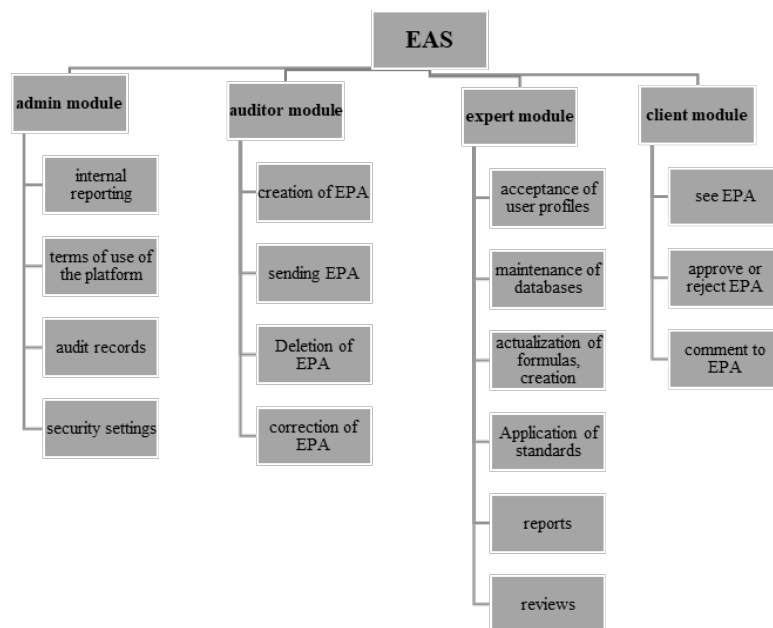 EAS
admin module
internal
reporting
terms of use of
the platform
audit records
security settings
auditor module
creation of EPA
sending EPA
Deletion of
EPA
correction of
EPA
expert module
acceptance of
user profiles
maintenance of
databases
actualization of
formulas,
creation
Application of
standards
reports
reviews
client module
see EPA
approve or
reject EPA
comment to
EPA